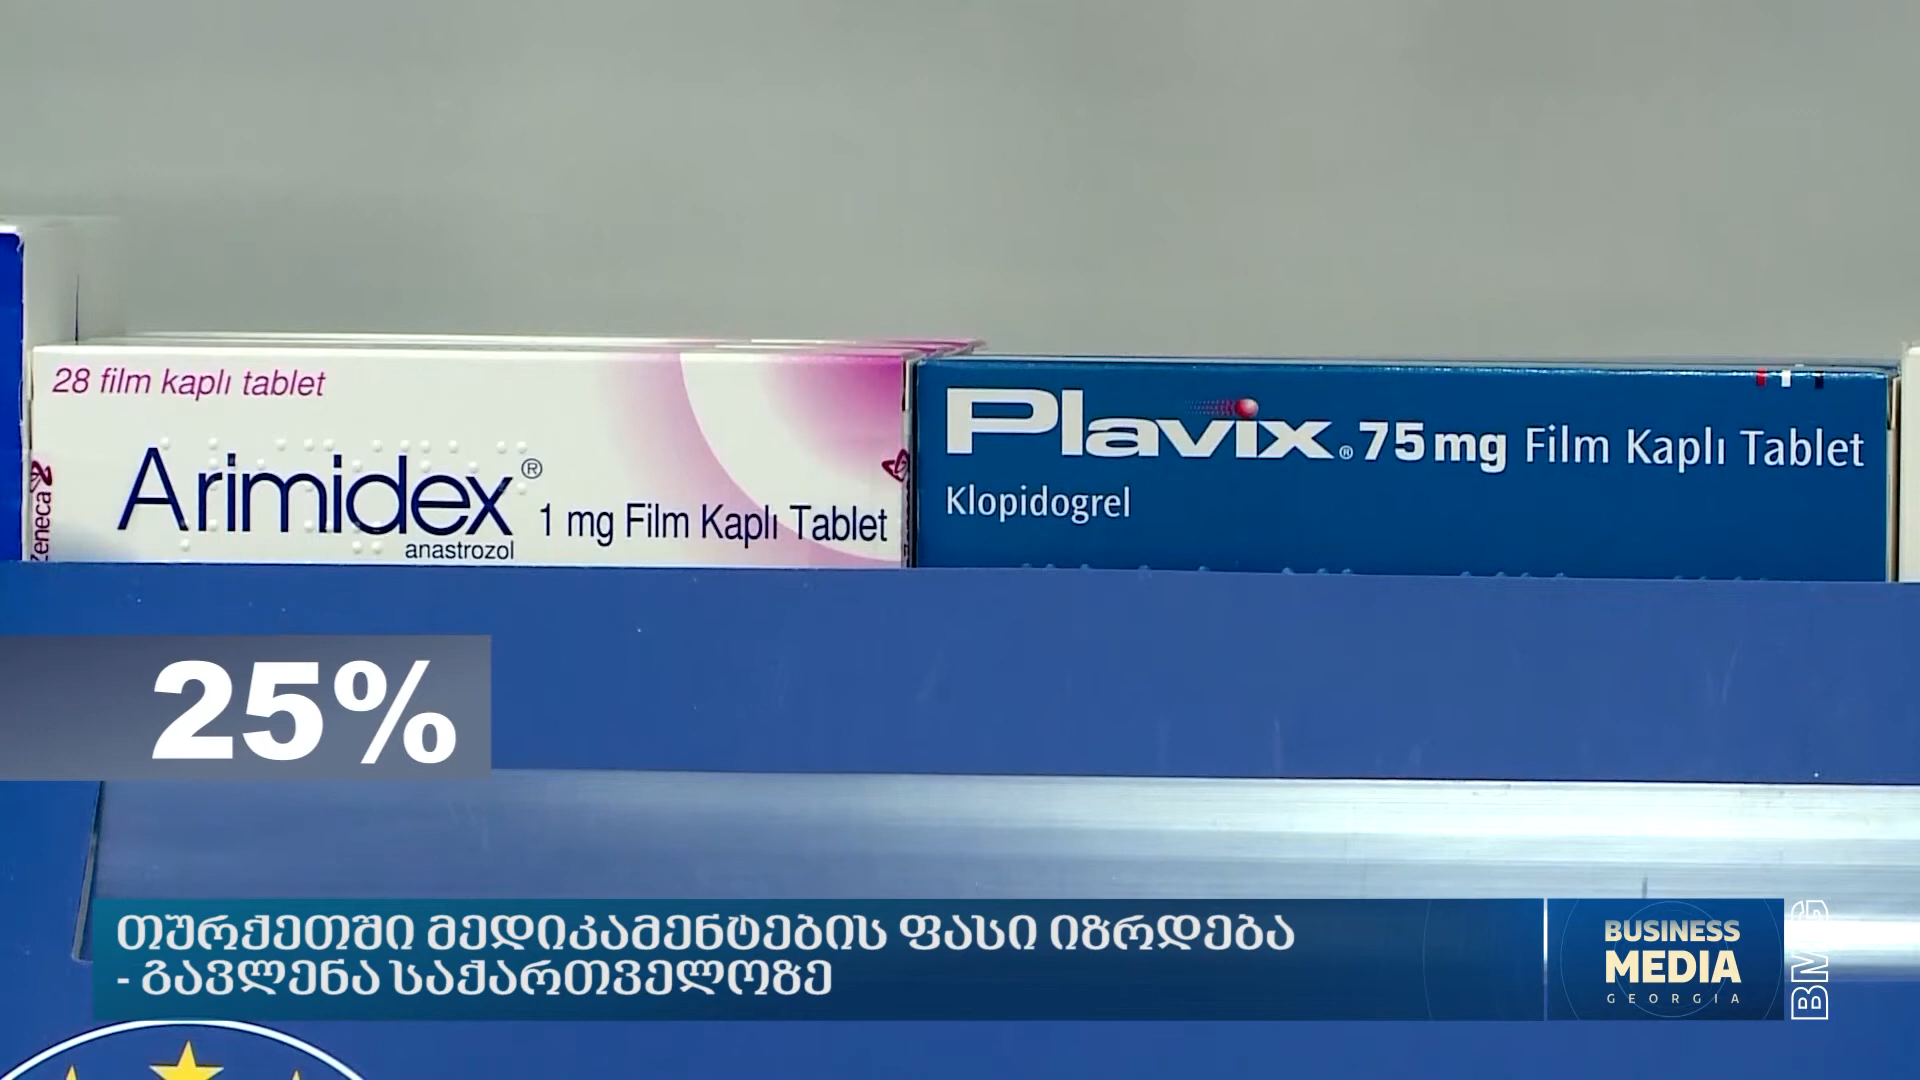 28 film kaplı tablet
Arimidex® 1 mg Film Kaplı Tablet
anastrozol
Zeneca
Plavix® 75 mg Film Kaplı Tablet
Klopidogrel
25%
თურქეთში მედიკამენტების ფასი იზრდება
- გავლენა საქართველოზე
BUSINESS
MEDIA
GEORGIA
BMG